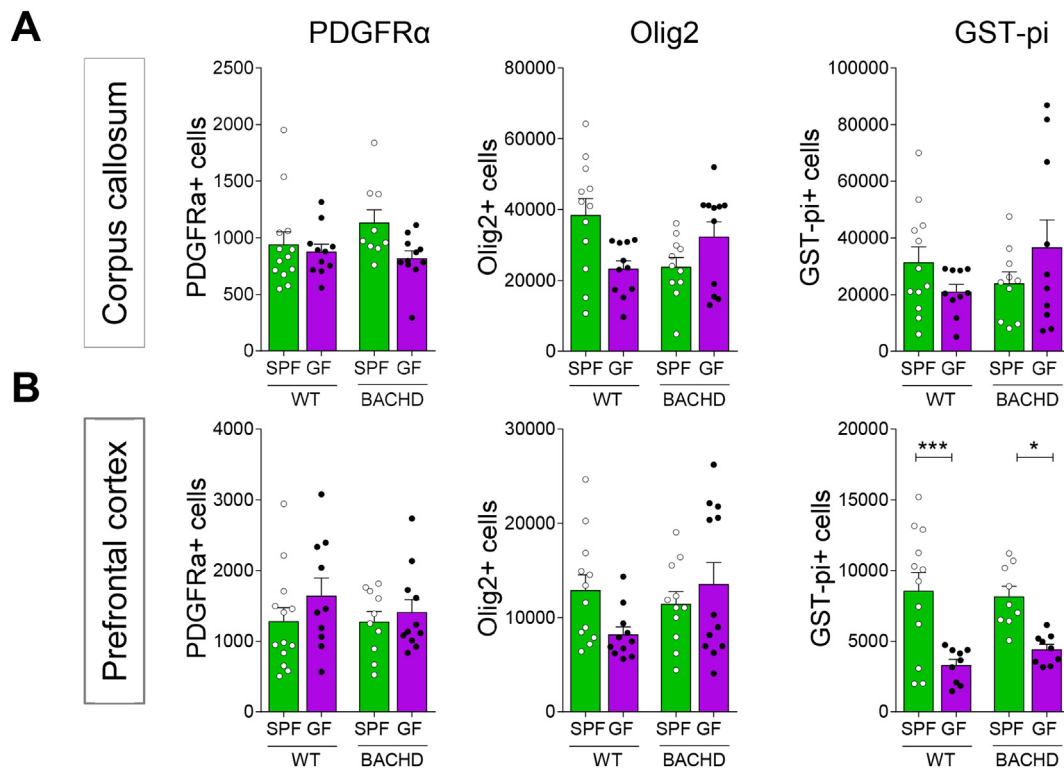 A
PDGFRα
Olig2
GST-pi
Corpus callosum
PDGFRa+ cells
2500
2000
1500
1000
500
0
SPF GF SPF GF
WT BACHD
Olig2+ cells
80000
60000
40000
20000
0
SPF GF SPF GF
WT BACHD
GST-pi+ cells
100000
80000
60000
40000
20000
0
SPF GF SPF GF
WT BACHD
B
Prefrontal cortex
PDGFRa+ cells
4000
3000
2000
1000
0
SPF GF SPF GF
WT BACHD
Olig2+ cells
30000
20000
10000
0
SPF GF SPF GF
WT BACHD
GST-pi+ cells
20000
15000
10000
5000
0
*** *
SPF GF SPF GF
WT BACHD